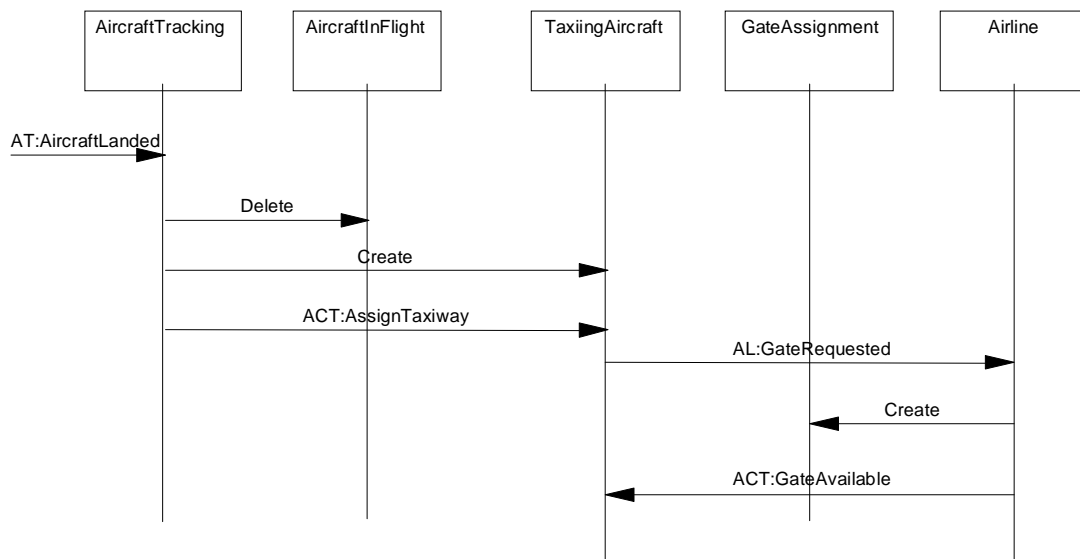 AircraftTracking
AircraftInFlight
TaxiingAircraft
GateAssignment
Airline
AT:AircraftLanded
Delete
Create
ACT:AssignTaxiway
AL:GateRequested
Create
ACT:GateAvailable